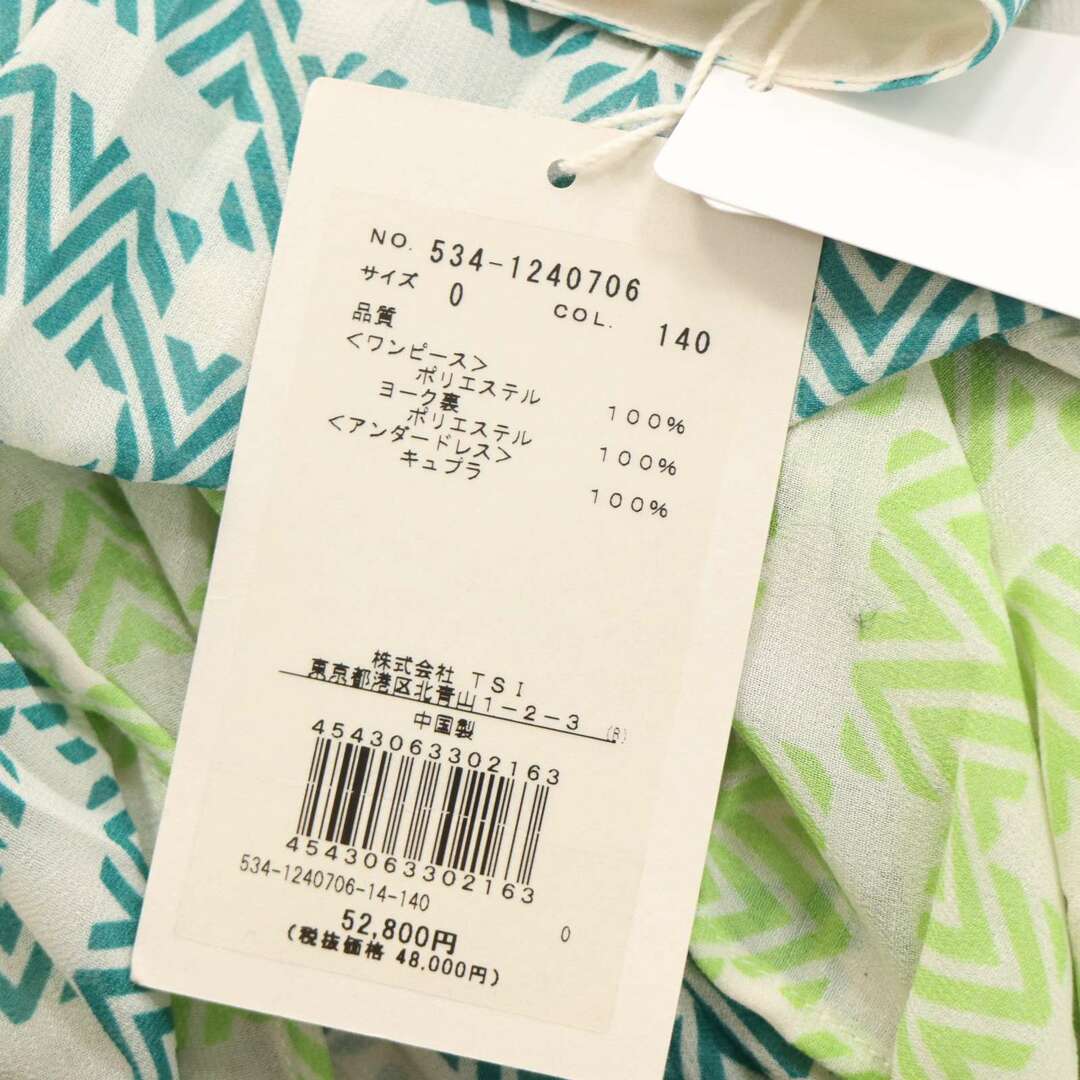 NO. 534-1240706
サイズ 0 COL. 140
品質
<ワンピース>
ポリエステル 100%
ヨーク裏
ポリエステル 100%
<アンダードレス>
キュプラ 100%
株式会社 TSI
東京都港区北青山1-2-3 (R)
中国製
4543063302163
4543063302163
534-1240706-14-140
52,800円 0
(税抜価格 48,000円)